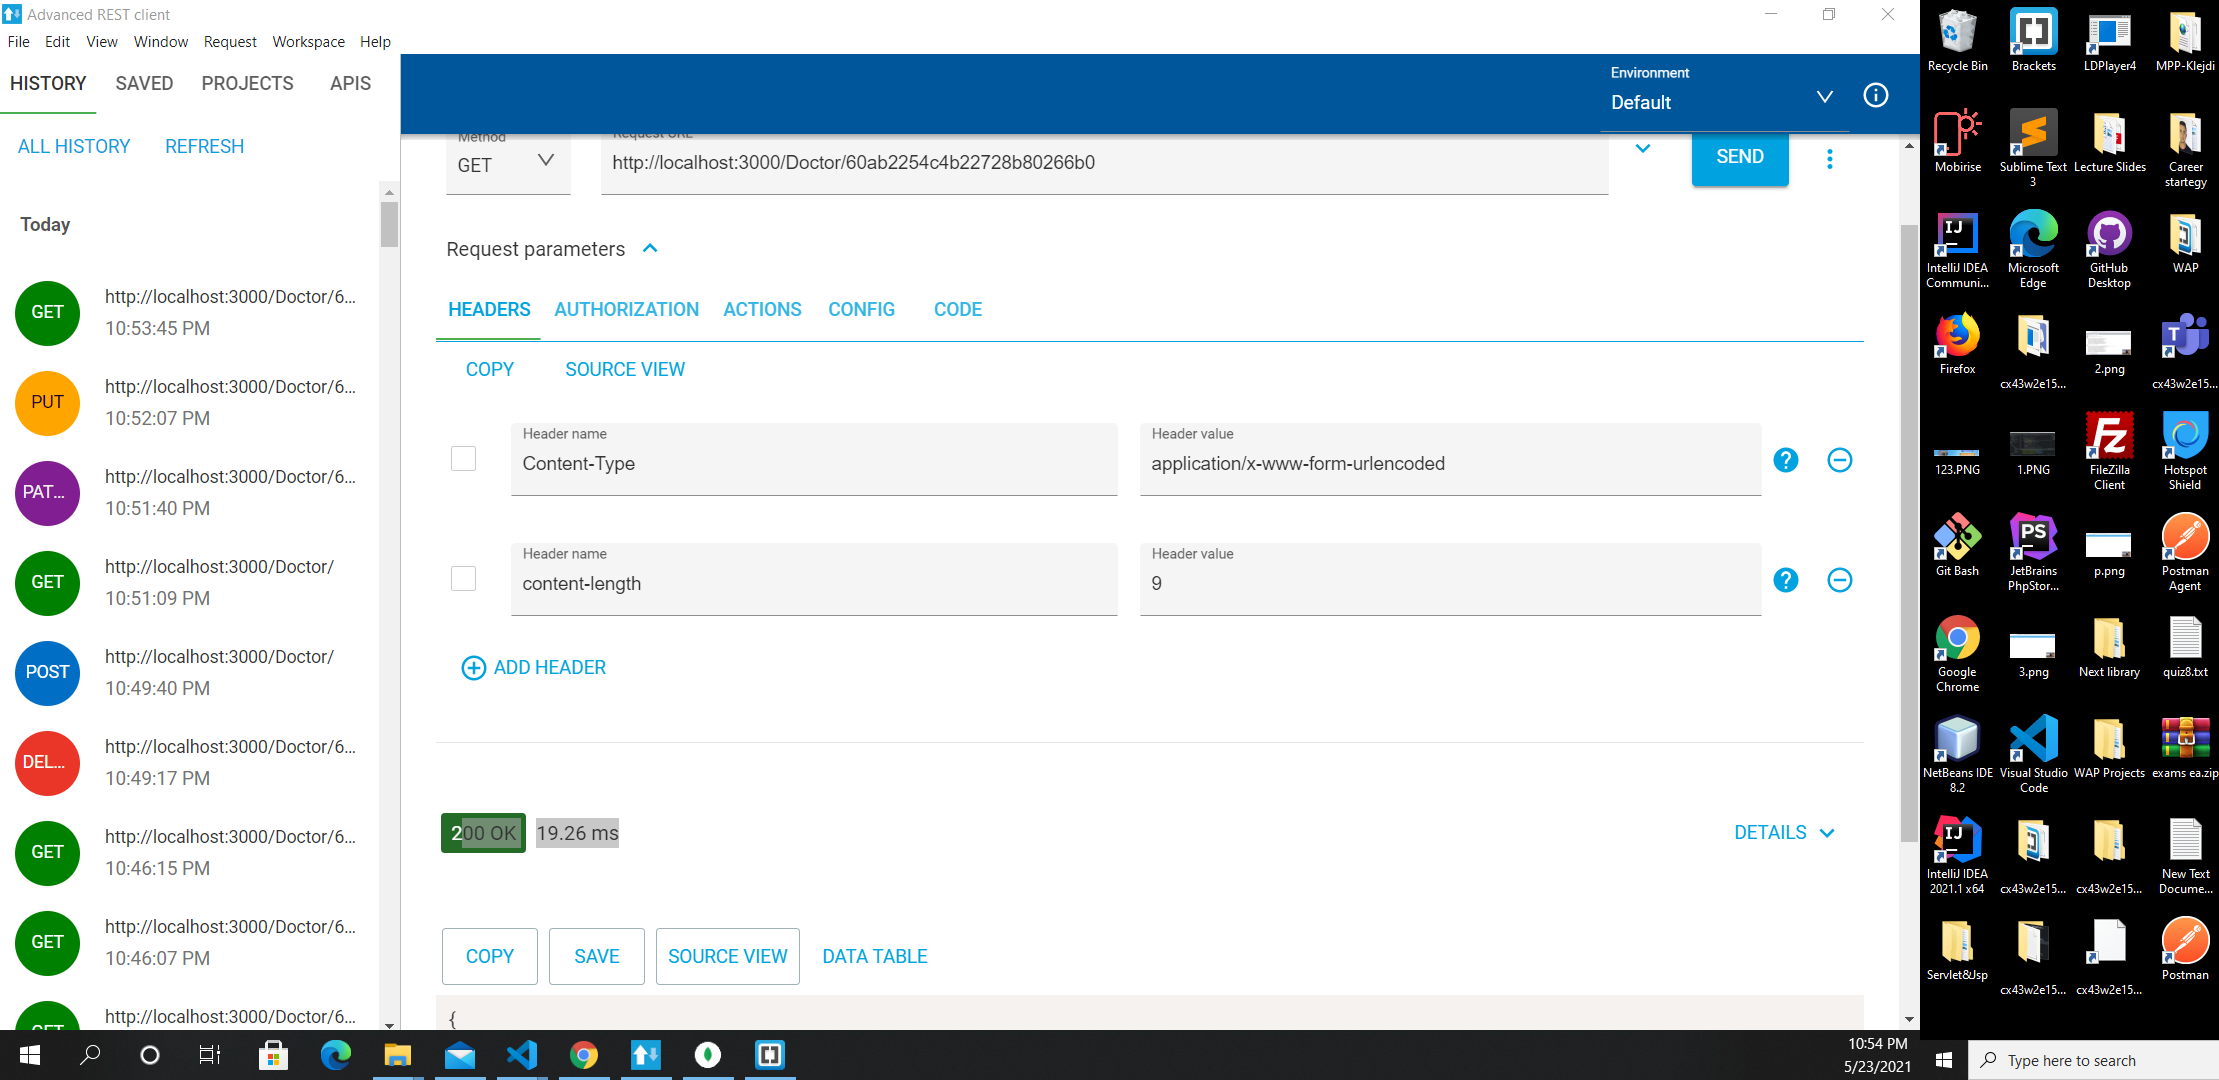 Advanced REST client
File Edit View Window Request Workspace Help
HISTORY SAVED PROJECTS APIS
ALL HISTORY REFRESH
Today
GET http://localhost:3000/Doctor/6...
10:53:45 PM
PUT http://localhost:3000/Doctor/6...
10:52:07 PM
PAT... http://localhost:3000/Doctor/6...
10:51:40 PM
GET http://localhost:3000/Doctor/
10:51:09 PM
POST http://localhost:3000/Doctor/
10:49:40 PM
DEL... http://localhost:3000/Doctor/6...
10:49:17 PM
GET http://localhost:3000/Doctor/6...
10:46:15 PM
GET http://localhost:3000/Doctor/6...
10:46:07 PM
GET http://localhost:3000/Doctor/6...
Environment
Default
Method Request URL
GET http://localhost:3000/Doctor/60ab2254c4b22728b80266b0 SEND
Request parameters
HEADERS AUTHORIZATION ACTIONS CONFIG CODE
COPY SOURCE VIEW
Header name Header value
Content-Type application/x-www-form-urlencoded
Header name Header value
content-length 9
ADD HEADER
200 OK 19.26 ms DETAILS
COPY SAVE SOURCE VIEW DATA TABLE
{
Recycle Bin Brackets LDPlayer4 MPP-Klejdi
Mobirise Sublime Text 3 Lecture Slides Career startegy
IntelliJ IDEA Communi... Microsoft Edge GitHub Desktop WAP
Firefox cx43w2e15... 2.png cx43w2e15...
123.PNG 1.PNG FileZilla Client Hotspot Shield
Git Bash JetBrains PhpStor... p.png Postman Agent
Google Chrome 3.png Next library quiz8.txt
NetBeans IDE 8.2 Visual Studio Code WAP Projects exams ea.zip
IntelliJ IDEA 2021.1 x64 cx43w2e15... cx43w2e15... New Text Docume...
Servlet&Jsp cx43w2e15... cx43w2e15... Postman
10:54 PM
5/23/2021
Type here to search